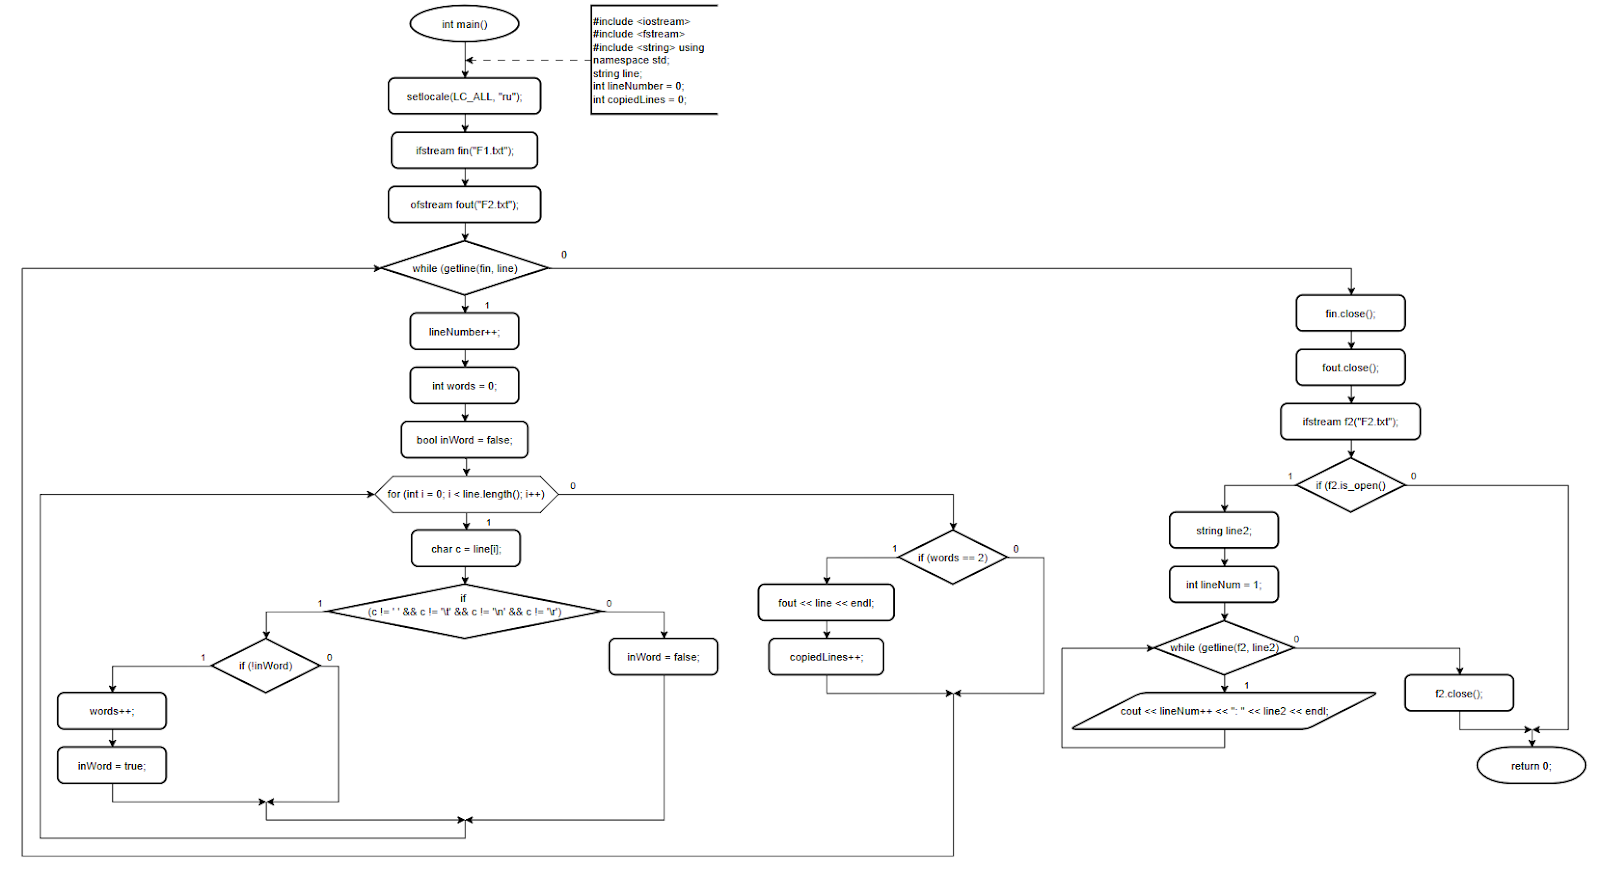 int main()
#include <iostream>
#include <fstream>
#include <string> using
namespace std;
string line;
int lineNumber = 0;
int copiedLines = 0;
setlocale(LC_ALL, "ru");
ifstream fin("F1.txt");
ofstream fout("F2.txt");
while (getline(fin, line)
0
1
lineNumber++;
int words = 0;
bool inWord = false;
for (int i = 0; i < line.length(); i++)
0
1
char c = line[i];
if
(c != ' ' && c != '\t' && c != '\n' && c != '\r')
1
0
if (!inWord)
1
0
words++;
inWord = true;
inWord = false;
if (words == 2)
1
0
fout << line << endl;
copiedLines++;
fin.close();
fout.close();
ifstream f2("F2.txt");
if (f2.is_open()
1
0
string line2;
int lineNum = 1;
while (getline(f2, line2)
0
1
cout << lineNum++ << ": " << line2 << endl;
f2.close();
return 0;